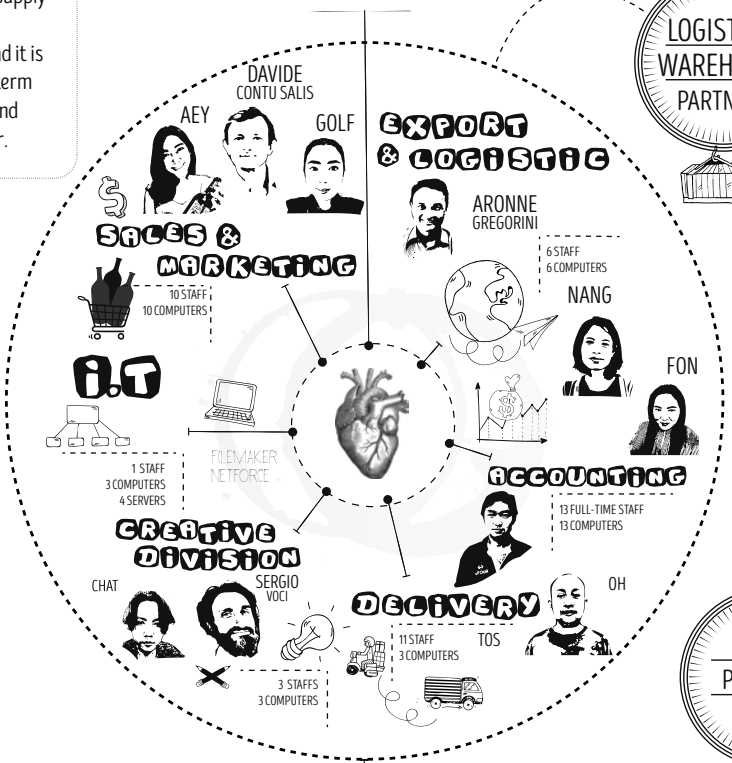 supply
d it is
term
nd
r.
LOGIST
WAREH
PARTN
DAVIDE
CONTU SALIS
AEY
GOLF
$
SALES &
MARKETING
10 STAFF
10 COMPUTERS
EXPORT
& LOGISTIC
ARONNE
GREGORINI
6 STAFF
6 COMPUTERS
NANG
FON
$
I.T
FILEMAKER
NETFORCE
1 STAFF
3 COMPUTERS
4 SERVERS
ACCOUNTING
13 FULL-TIME STAFF
13 COMPUTERS
CREATIVE
DIVISION
CHAT
SERGIO
VOCI
3 STAFFS
3 COMPUTERS
DELIVERY
11 STAFF
3 COMPUTERS
TOS
OH
P